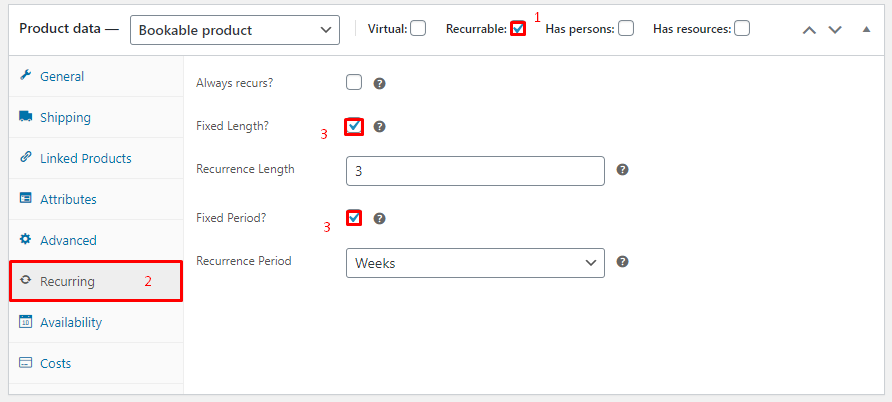 Product data — Bookable product Virtual: Recurrable: 1 Has persons: Has resources:
General
Shipping
Linked Products
Attributes
Advanced
Recurring 2
Availability
Costs
Always recurs? ?
Fixed Length? 3 ?
Recurrence Length 3 ?
Fixed Period? 3 ?
Recurrence Period Weeks ?